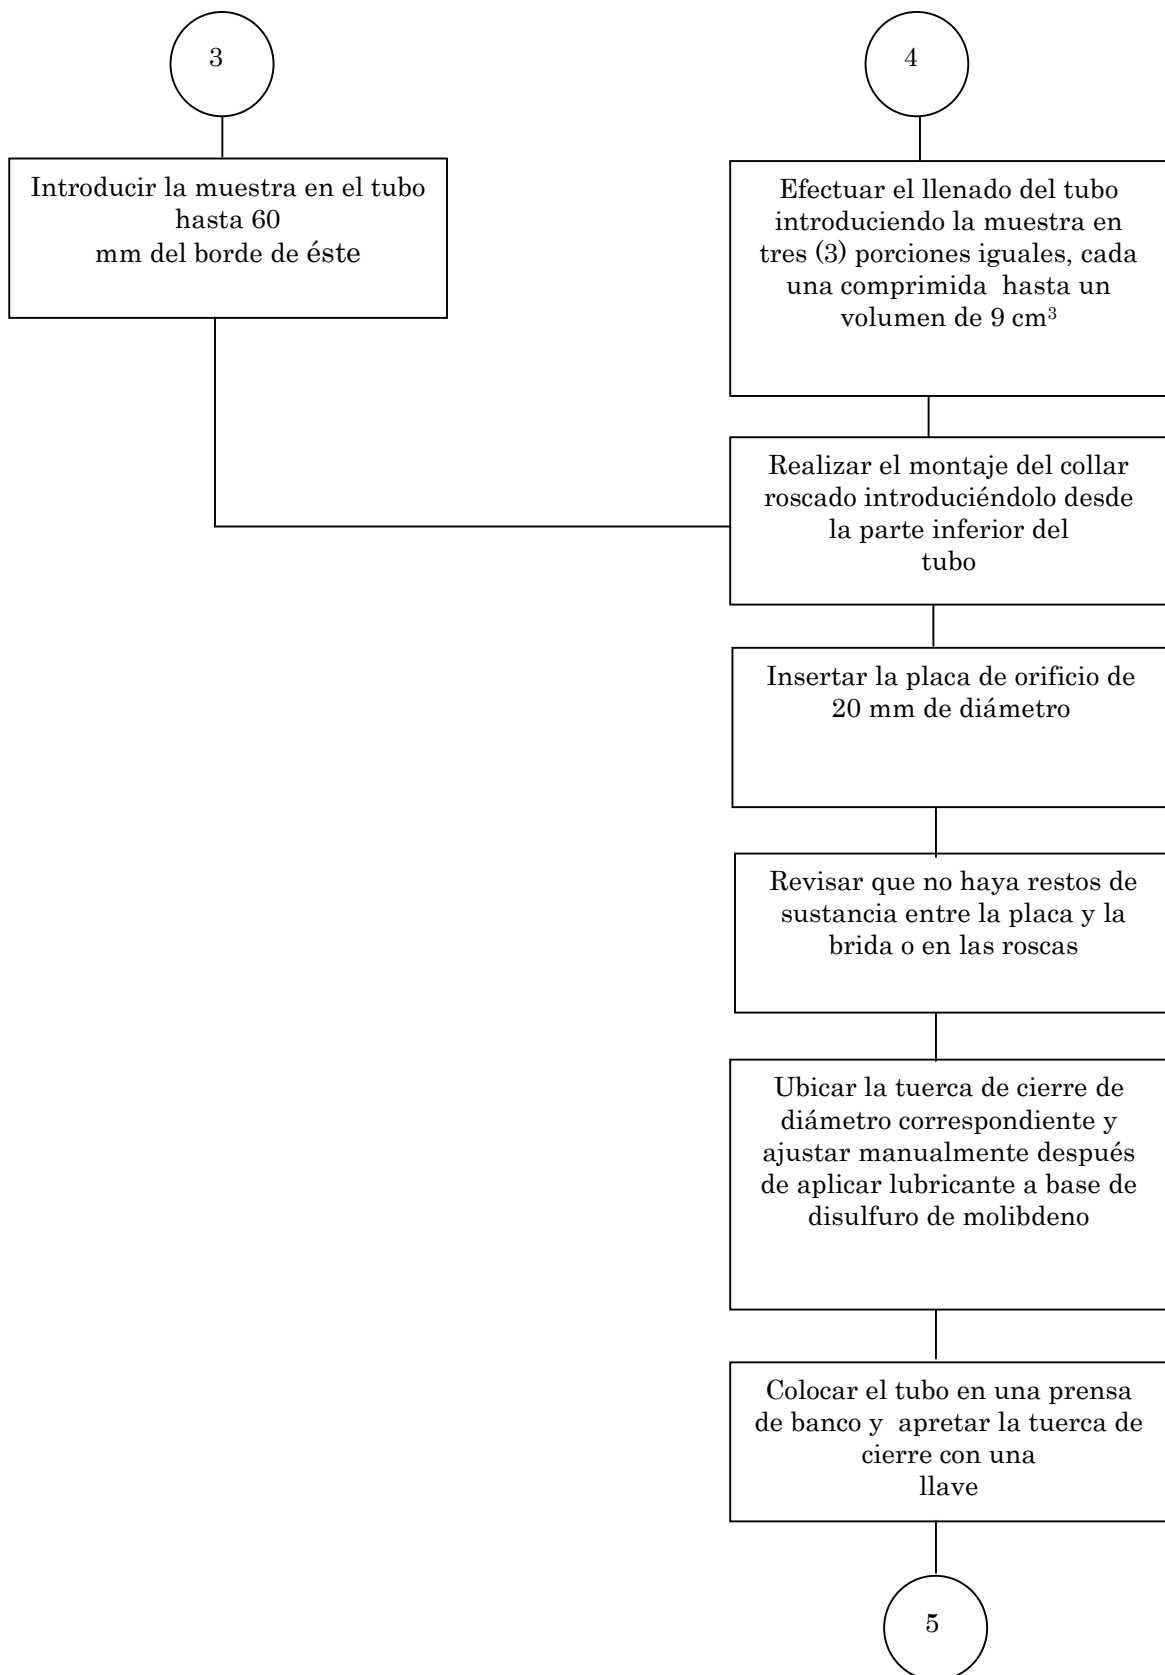 3
Introducir la muestra en el tubo
hasta 60
mm del borde de éste
4
Efectuar el llenado del tubo
introduciendo la muestra en
tres (3) porciones iguales, cada
una comprimida hasta un
volumen de 9 cm³
Realizar el montaje del collar
roscado introduciéndolo desde
la parte inferior del
tubo
Insertar la placa de orificio de
20 mm de diámetro
Revisar que no haya restos de
sustancia entre la placa y la
brida o en las roscas
Ubicar la tuerca de cierre de
diámetro correspondiente y
ajustar manualmente después
de aplicar lubricante a base de
disulfuro de molibdeno
Colocar el tubo en una prensa
de banco y apretar la tuerca de
cierre con una
llave
5